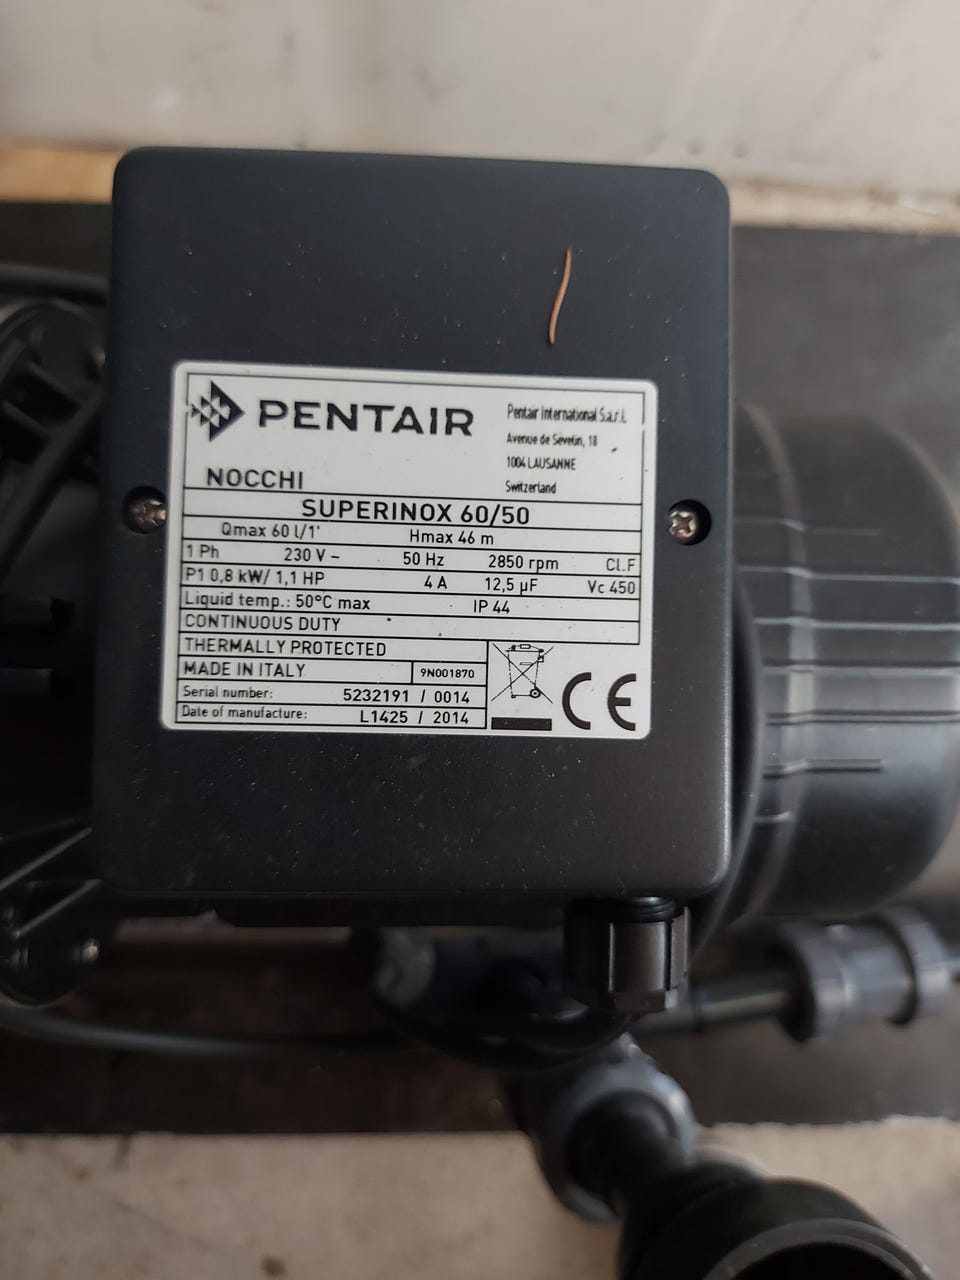 PENTAIR
Pentair International S.a.r.l.
Avenue de Sévelin, 18
1004 LAUSANNE
Switzerland
NOCCHI
SUPERINOX 60/50
Qmax 60 l/1' Hmax 46 m
1 Ph 230 V ~ 50 Hz 2850 rpm Cl.F
P1 0,8 kW/ 1,1 HP 4 A 12,5 µF Vc 450
Liquid temp.: 50°C max IP 44
CONTINUOUS DUTY
THERMALLY PROTECTED
MADE IN ITALY 9N001870
Serial number: 5232191 / 0014
Date of manufacture: L1425 / 2014
CE